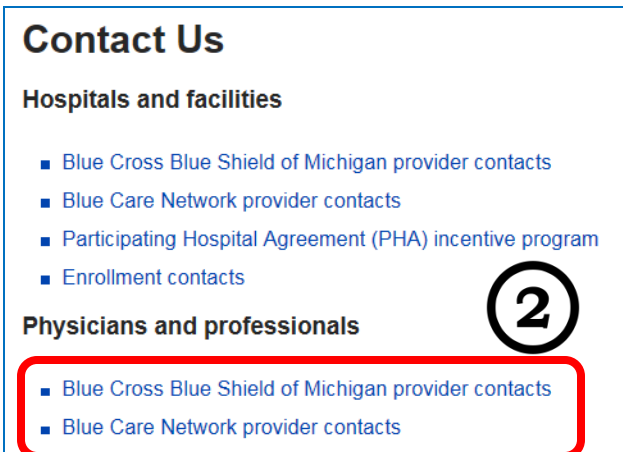 Contact Us
Hospitals and facilities
Blue Cross Blue Shield of Michigan provider contacts
Blue Care Network provider contacts
Participating Hospital Agreement (PHA) incentive program
Enrollment contacts
2
Physicians and professionals
Blue Cross Blue Shield of Michigan provider contacts
Blue Care Network provider contacts